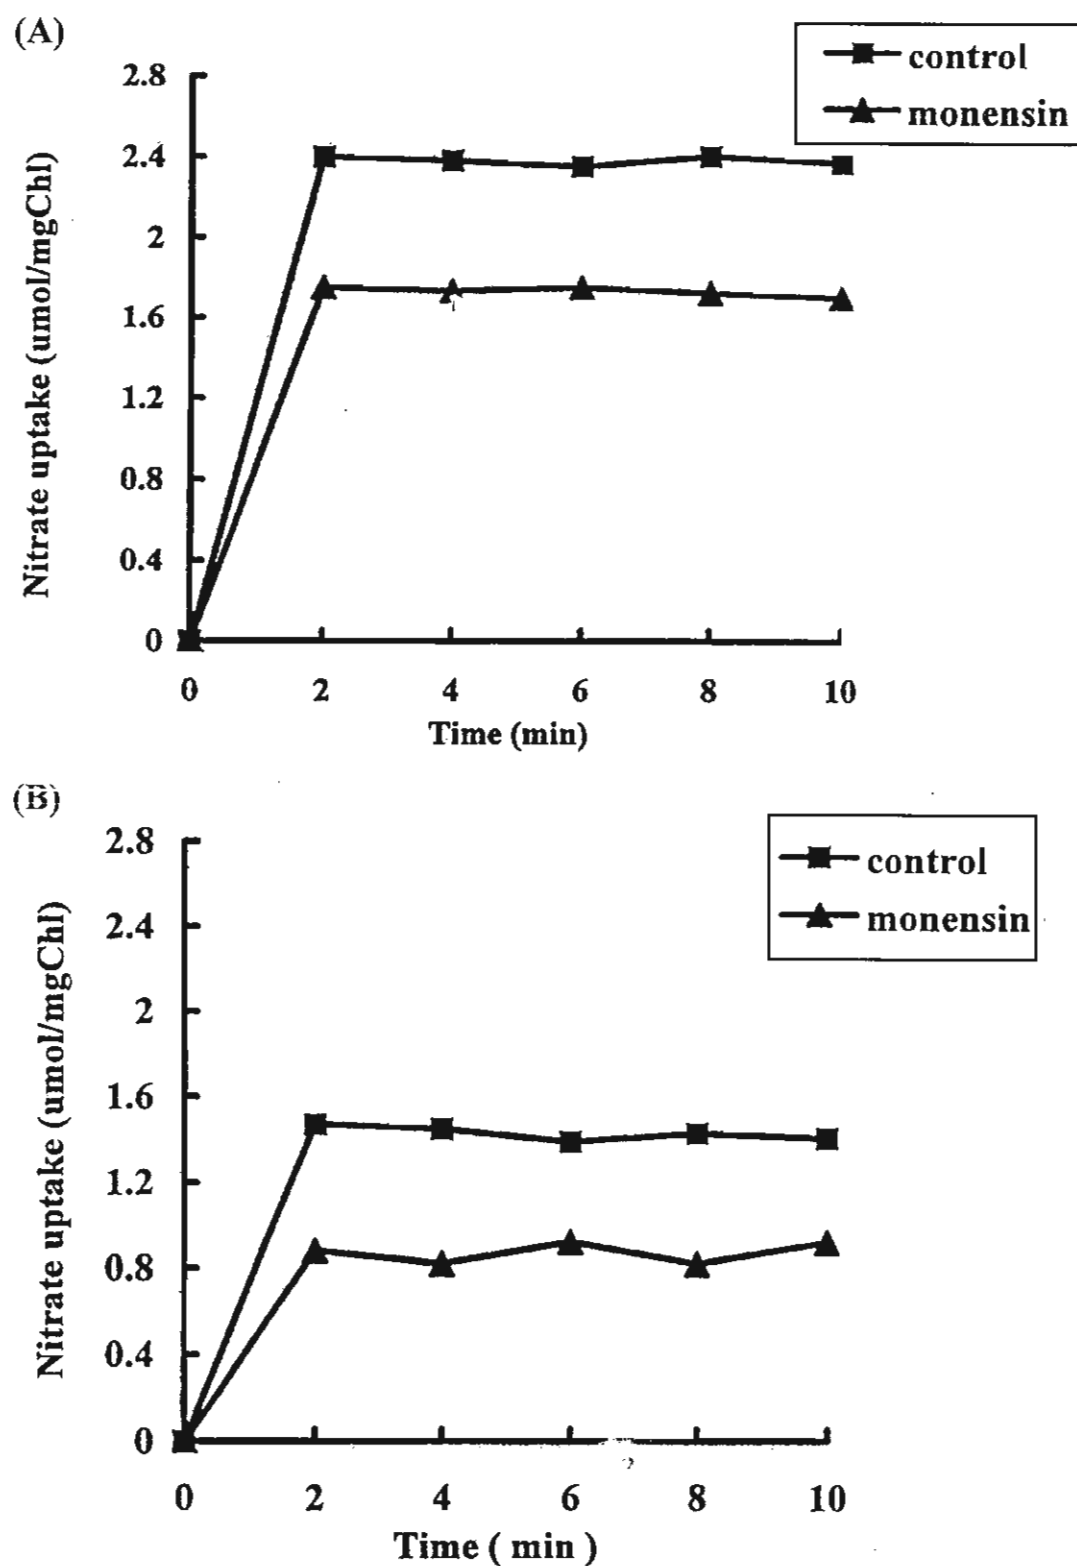 (A)
control
monensin
2.8
2.4
2
1.6
1.2
0.8
0.4
0
Nitrate uptake (umol/mgChl)
0 2 4 6 8 10
Time (min)
(B)
control
monensin
2.8
2.4
2
1.6
1.2
0.8
0.4
0
Nitrate uptake (umol/mgChl)
0 2 4 6 8 10
Time ( min )